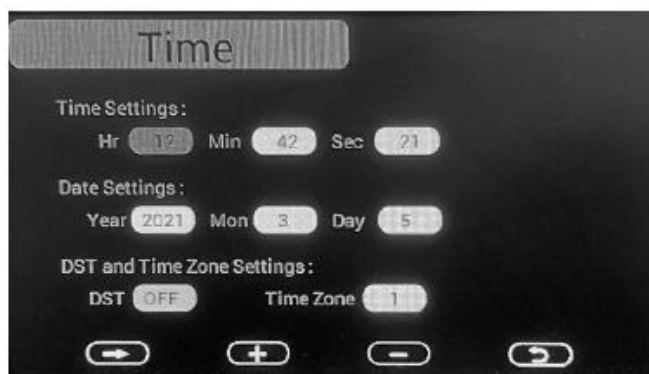 Time
Time Settings:
Hr 12 Min 42 Sec 21
Date Settings:
Year 2021 Mon 3 Day 5
DST and Time Zone Settings:
DST OFF Time Zone 1